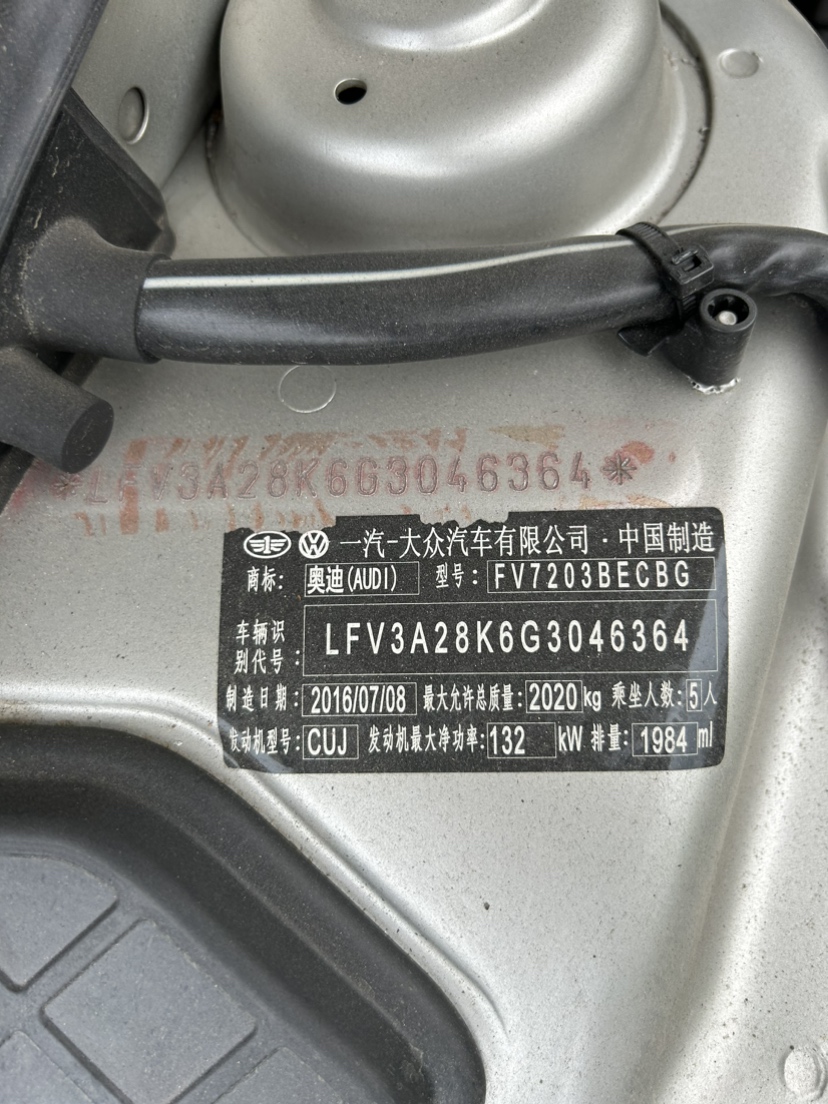 *LFV3A28K6G3046364*
一汽-大众汽车有限公司·中国制造
商标: 奥迪(AUDI) 型号: FV7203BECBG
车辆识别代号: LFV3A28K6G3046364
制造日期: 2016/07/08 最大允许总质量: 2020kg 乘坐人数: 5人
发动机型号: CUJ 发动机最大净功率: 132 kW 排量: 1984 ml